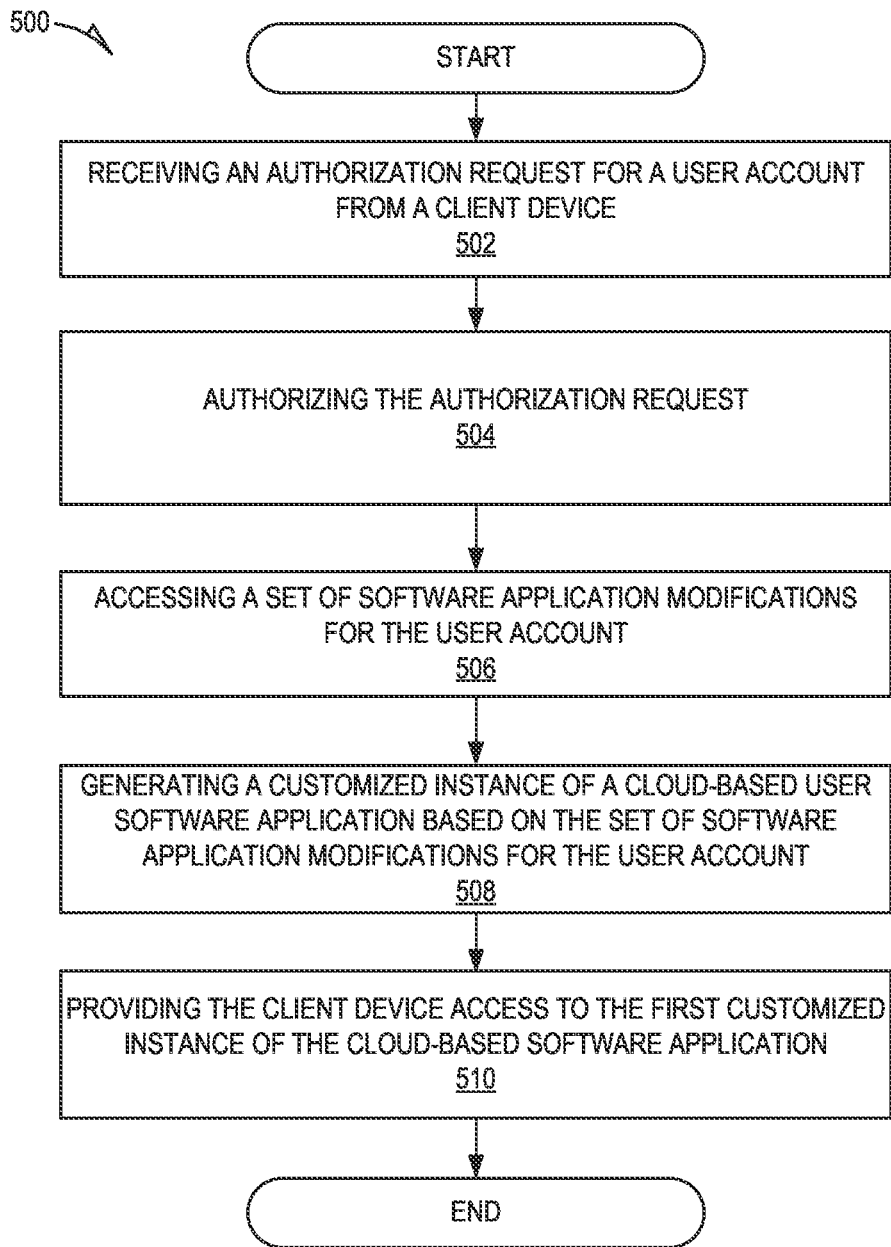 500
START
RECEIVING AN AUTHORIZATION REQUEST FOR A USER ACCOUNT
FROM A CLIENT DEVICE
502
AUTHORIZING THE AUTHORIZATION REQUEST
504
ACCESSING A SET OF SOFTWARE APPLICATION MODIFICATIONS
FOR THE USER ACCOUNT
506
GENERATING A CUSTOMIZED INSTANCE OF A CLOUD-BASED USER
SOFTWARE APPLICATION BASED ON THE SET OF SOFTWARE
APPLICATION MODIFICATIONS FOR THE USER ACCOUNT
508
PROVIDING THE CLIENT DEVICE ACCESS TO THE FIRST CUSTOMIZED
INSTANCE OF THE CLOUD-BASED SOFTWARE APPLICATION
510
END